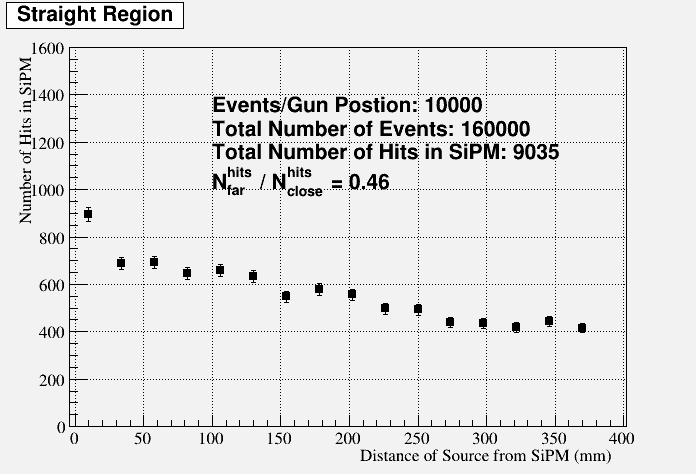 Straight Region
Number of Hits in SiPM
1600
1400
1200
1000
800
600
400
200
0
Events/Gun Postion: 10000
Total Number of Events: 160000
Total Number of Hits in SiPM: 9035
N^hits_far / N^hits_close = 0.46
0 50 100 150 200 250 300 350 400
Distance of Source from SiPM (mm)